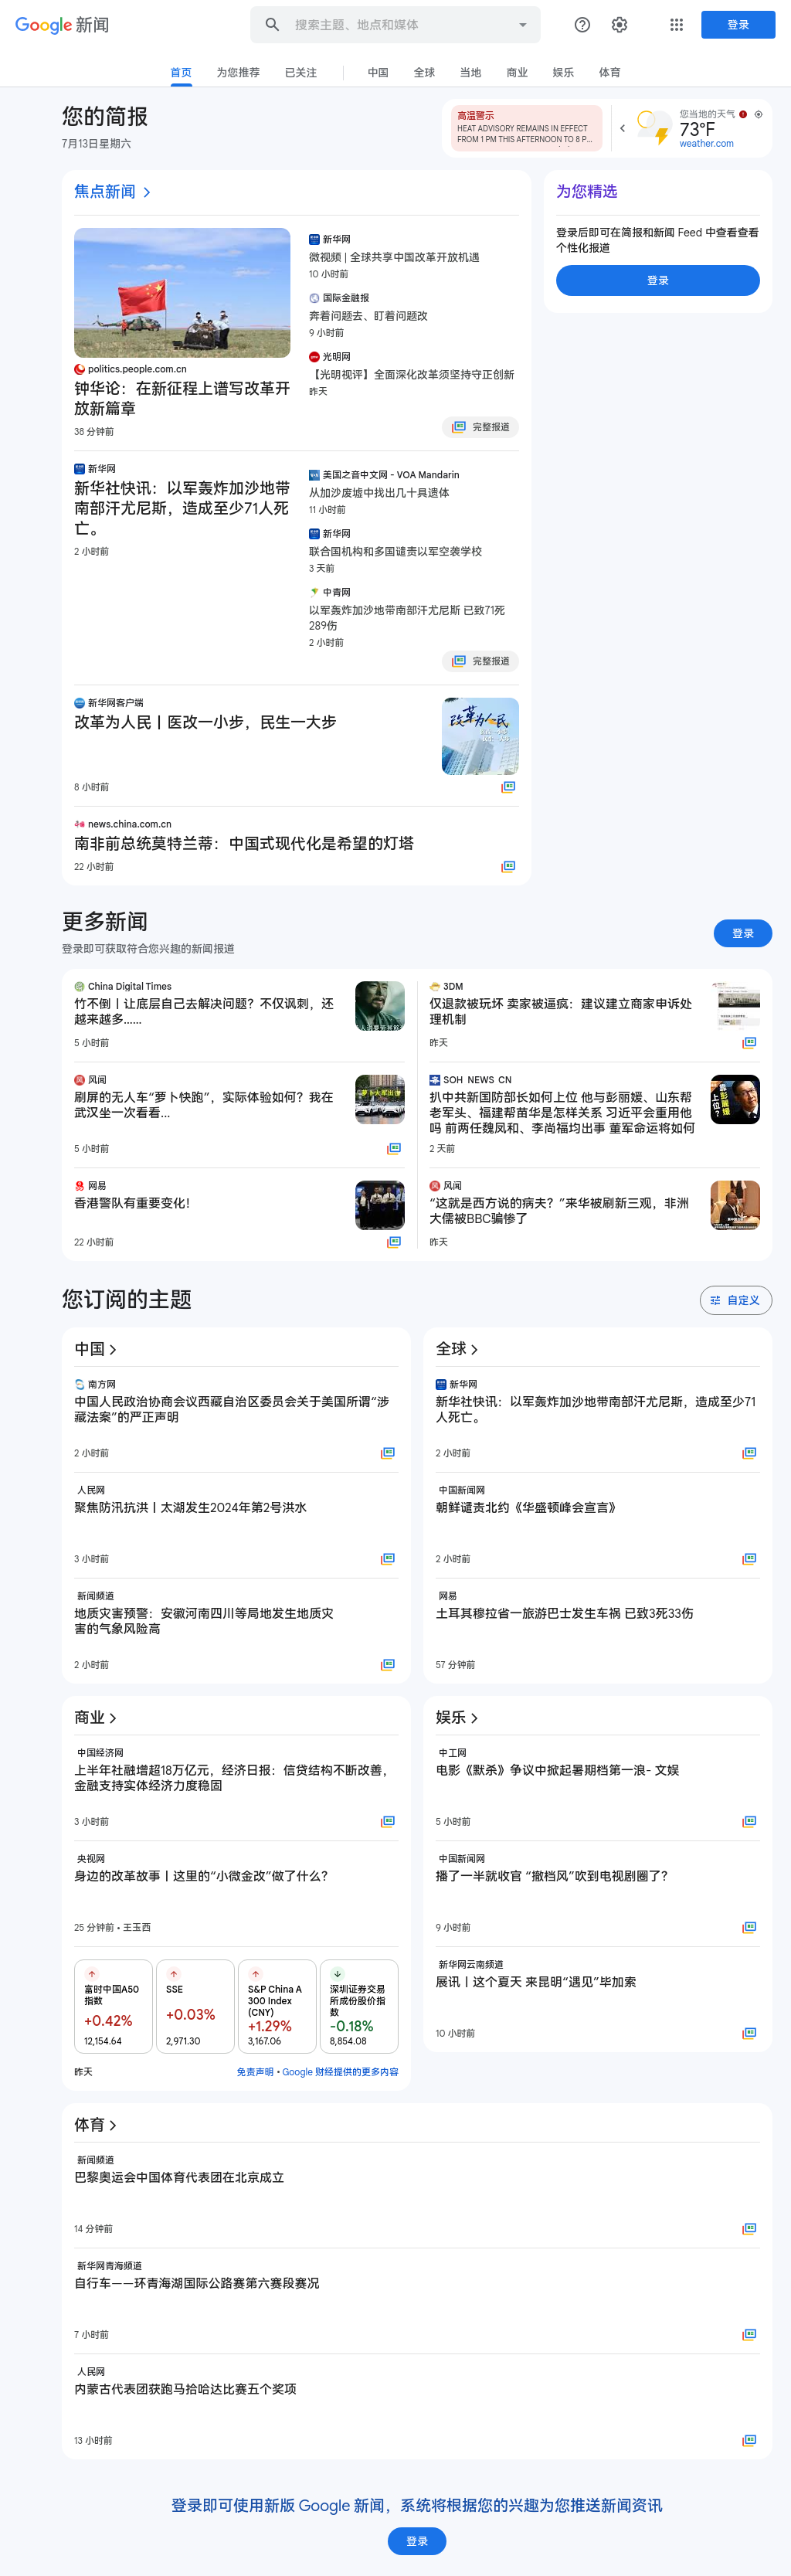 Google 新闻
搜索主题、地点和媒体
登录
首页
为您推荐
已关注
中国
全球
当地
商业
娱乐
体育
您的简报
7月13日星期六
高温警示
HEAT ADVISORY REMAINS IN EFFECT
FROM 1 PM THIS AFTERNOON TO 8 P...
您当地的天气
73°F
weather.com
焦点新闻
politics.people.com.cn
钟华论：在新征程上谱写改革开
放新篇章
38 分钟前
新华网
微视频 | 全球共享中国改革开放机遇
10 小时前
国际金融报
奔着问题去、盯着问题改
9 小时前
光明网
【光明视评】全面深化改革须坚持守正创新
昨天
完整报道
新华网
新华社快讯：以军轰炸加沙地带
南部汗尤尼斯，造成至少71人死
亡。
2 小时前
美国之音中文网 - VOA Mandarin
从加沙废墟中找出几十具遗体
11 小时前
新华网
联合国机构和多国谴责以军空袭学校
3 天前
中青网
以军轰炸加沙地带南部汗尤尼斯 已致71死
289伤
2 小时前
完整报道
新华网客户端
改革为人民丨医改一小步，民生一大步
8 小时前
改革为人民
news.china.com.cn
南非前总统莫特兰蒂：中国式现代化是希望的灯塔
22 小时前
为您精选
登录后即可在简报和新闻 Feed 中查看查看
个性化报道
登录
更多新闻
登录即可获取符合您兴趣的新闻报道
登录
China Digital Times
竹不倒丨让底层自己去解决问题？不仅讽刺，还
越来越多……
5 小时前
风闻
刷屏的无人车“萝卜快跑”，实际体验如何？我在
武汉坐一次看看...
5 小时前
网易
香港警队有重要变化！
22 小时前
3DM
仅退款被玩坏 卖家被逼疯：建议建立商家申诉处
理机制
昨天
SOH_NEWS_CN
扒中共新国防部长如何上位 他与彭丽媛、山东帮
老军头、福建帮苗华是怎样关系 习近平会重用他
吗 前两任魏凤和、李尚福均出事 董军命运将如何
2 天前
风闻
“这就是西方说的病夫？”来华被刷新三观，非洲
大儒被BBC骗惨了
昨天
您订阅的主题
自定义
中国
南方网
中国人民政治协商会议西藏自治区委员会关于美国所谓“涉
藏法案”的严正声明
2 小时前
人民网
聚焦防汛抗洪丨太湖发生2024年第2号洪水
3 小时前
新闻频道
地质灾害预警：安徽河南四川等局地发生地质灾
害的气象风险高
2 小时前
全球
新华网
新华社快讯：以军轰炸加沙地带南部汗尤尼斯，造成至少71
人死亡。
2 小时前
中国新闻网
朝鲜谴责北约《华盛顿峰会宣言》
2 小时前
网易
土耳其穆拉省一旅游巴士发生车祸 已致3死33伤
57 分钟前
商业
中国经济网
上半年社融增超18万亿元，经济日报：信贷结构不断改善，
金融支持实体经济力度稳固
3 小时前
央视网
身边的改革故事丨这里的“小微金改”做了什么？
25 分钟前 • 王玉西
富时中国A50
指数
+0.42%
12,154.64
SSE
+0.03%
2,971.30
S&P China A
300 Index
(CNY)
+1.29%
3,167.06
深圳证券交易
所成份股价指
数
-0.18%
8,854.08
昨天
免责声明 • Google 财经提供的更多内容
娱乐
中工网
电影《默杀》争议中掀起暑期档第一浪- 文娱
5 小时前
中国新闻网
播了一半就收官 “撤档风”吹到电视剧圈了？
9 小时前
新华网云南频道
展讯丨这个夏天 来昆明“遇见”毕加索
10 小时前
体育
新闻频道
巴黎奥运会中国体育代表团在北京成立
14 分钟前
新华网青海频道
自行车——环青海湖国际公路赛第六赛段赛况
7 小时前
人民网
内蒙古代表团获跑马拾哈达比赛五个奖项
13 小时前
登录即可使用新版 Google 新闻，系统将根据您的兴趣为您推送新闻资讯
登录